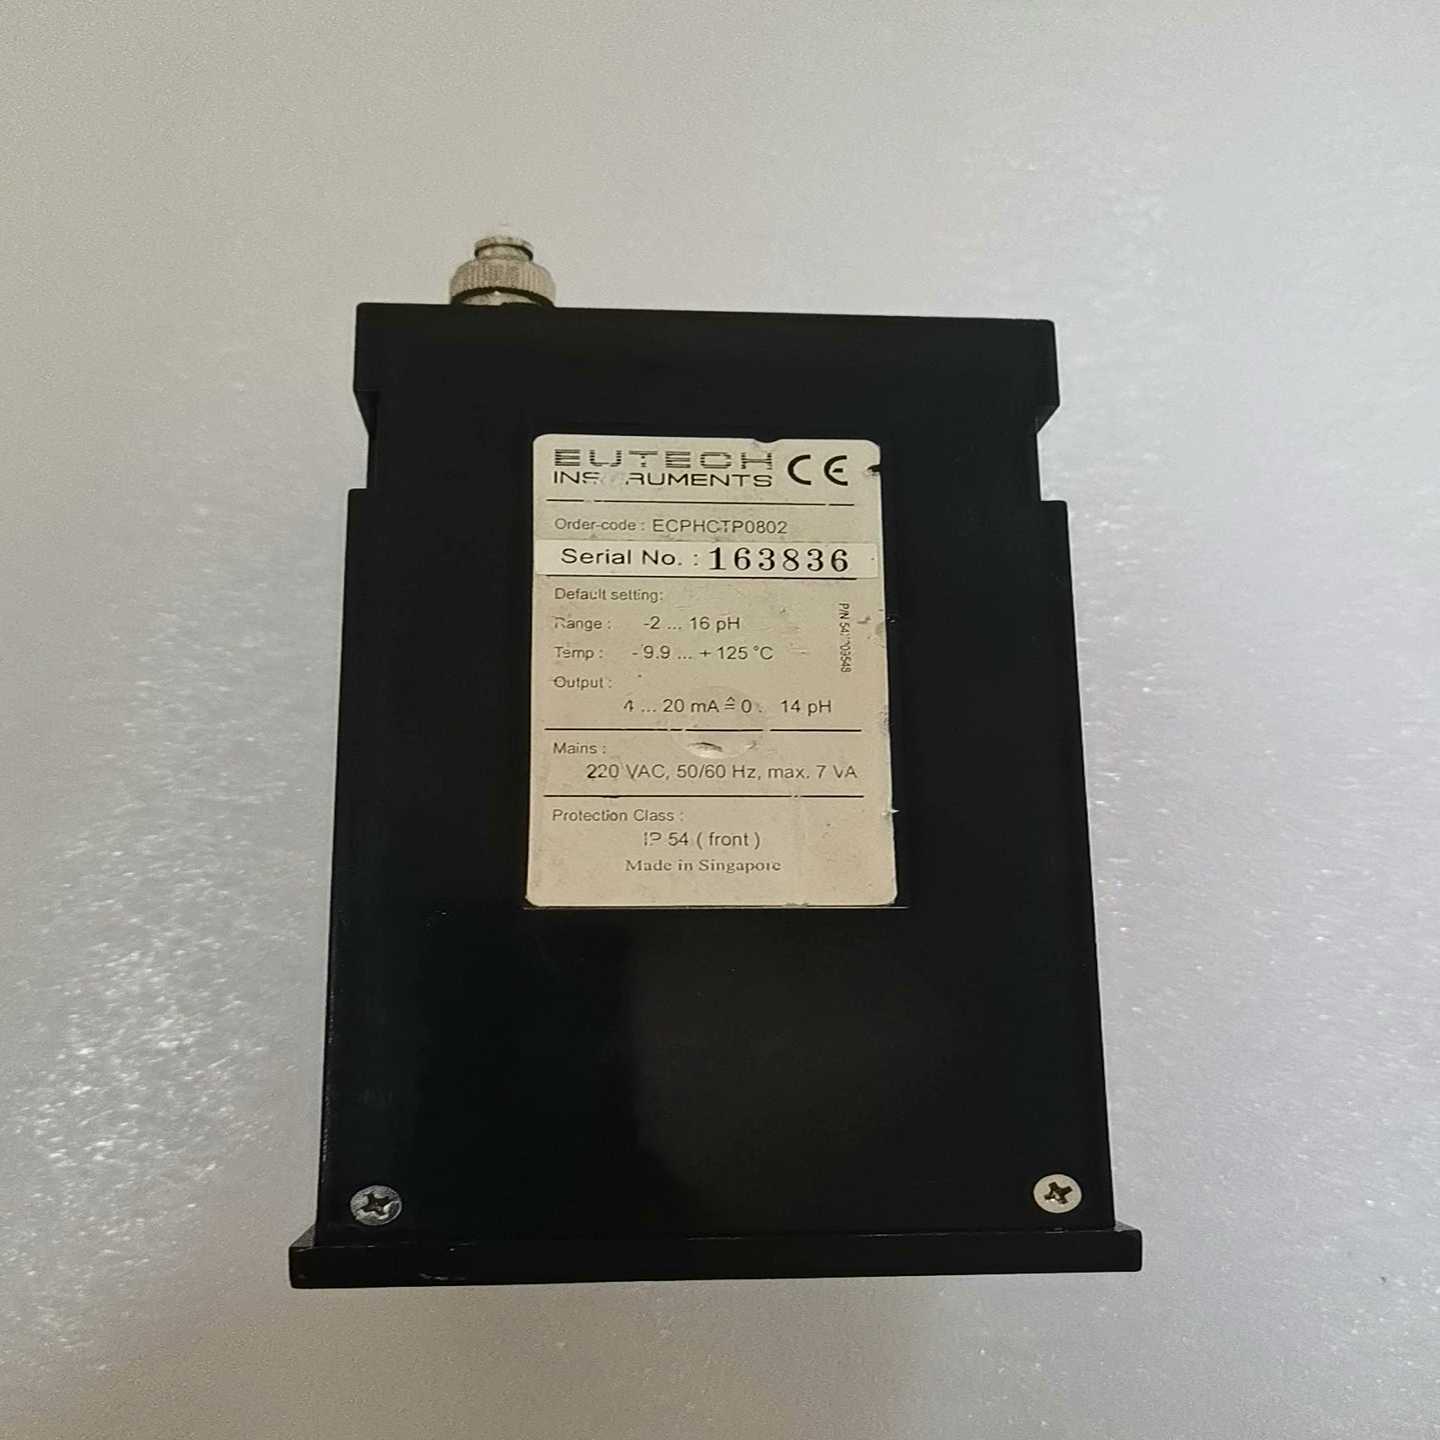 EUTECH CE
INSTRUMENTS
Order-code : ECPHCTP0802
Serial No. : 163836
Default setting:
Range : -2 ... 16 pH
Temp : - 9.9 ... + 125 °C
Output :
4 ... 20 mA ≙ 0 .. 14 pH
Mains :
220 VAC, 50/60 Hz, max. 7 VA
Protection Class :
IP 54 ( front )
Made in Singapore
P/N